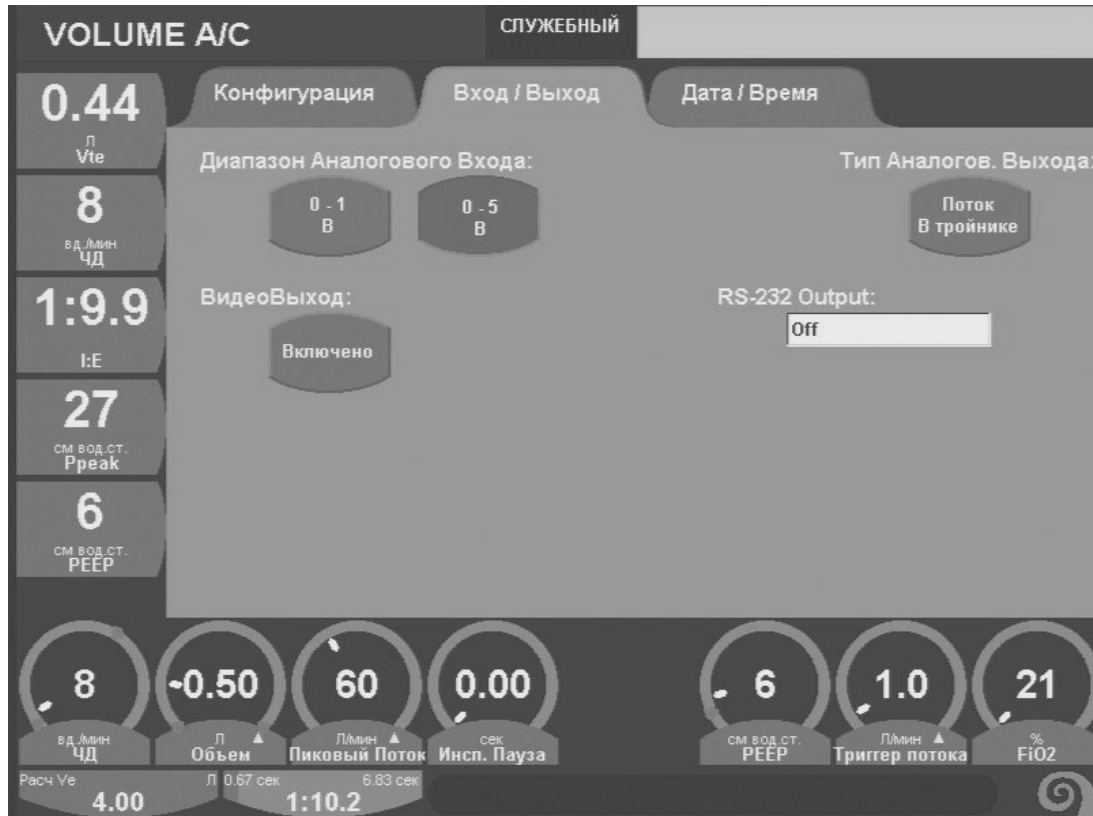 VOLUME A/C
СЛУЖЕБНЫЙ
Конфигурация
Вход / Выход
Дата / Время
0.44
Л
Vte
8
вд./мин
ЧД
1:9.9
I:E
27
см вод.ст.
Ppeak
6
см вод.ст.
PEEP
Диапазон Аналогового Входа:
0 - 1
В
0 - 5
В
Тип Аналогов. Выхода:
Поток
В тройнике
ВидеоВыход:
Включено
RS-232 Output:
Off
8
вд./мин
ЧД
0.50
Л
Объем
60
Л/мин
Пиковый Поток
0.00
сек
Инсп. Пауза
6
см вод.ст.
PEEP
1.0
Л/мин
Триггер потока
21
%
FiO2
Расч Ve Л
4.00
0.67 сек 6.83 сек
1:10.2